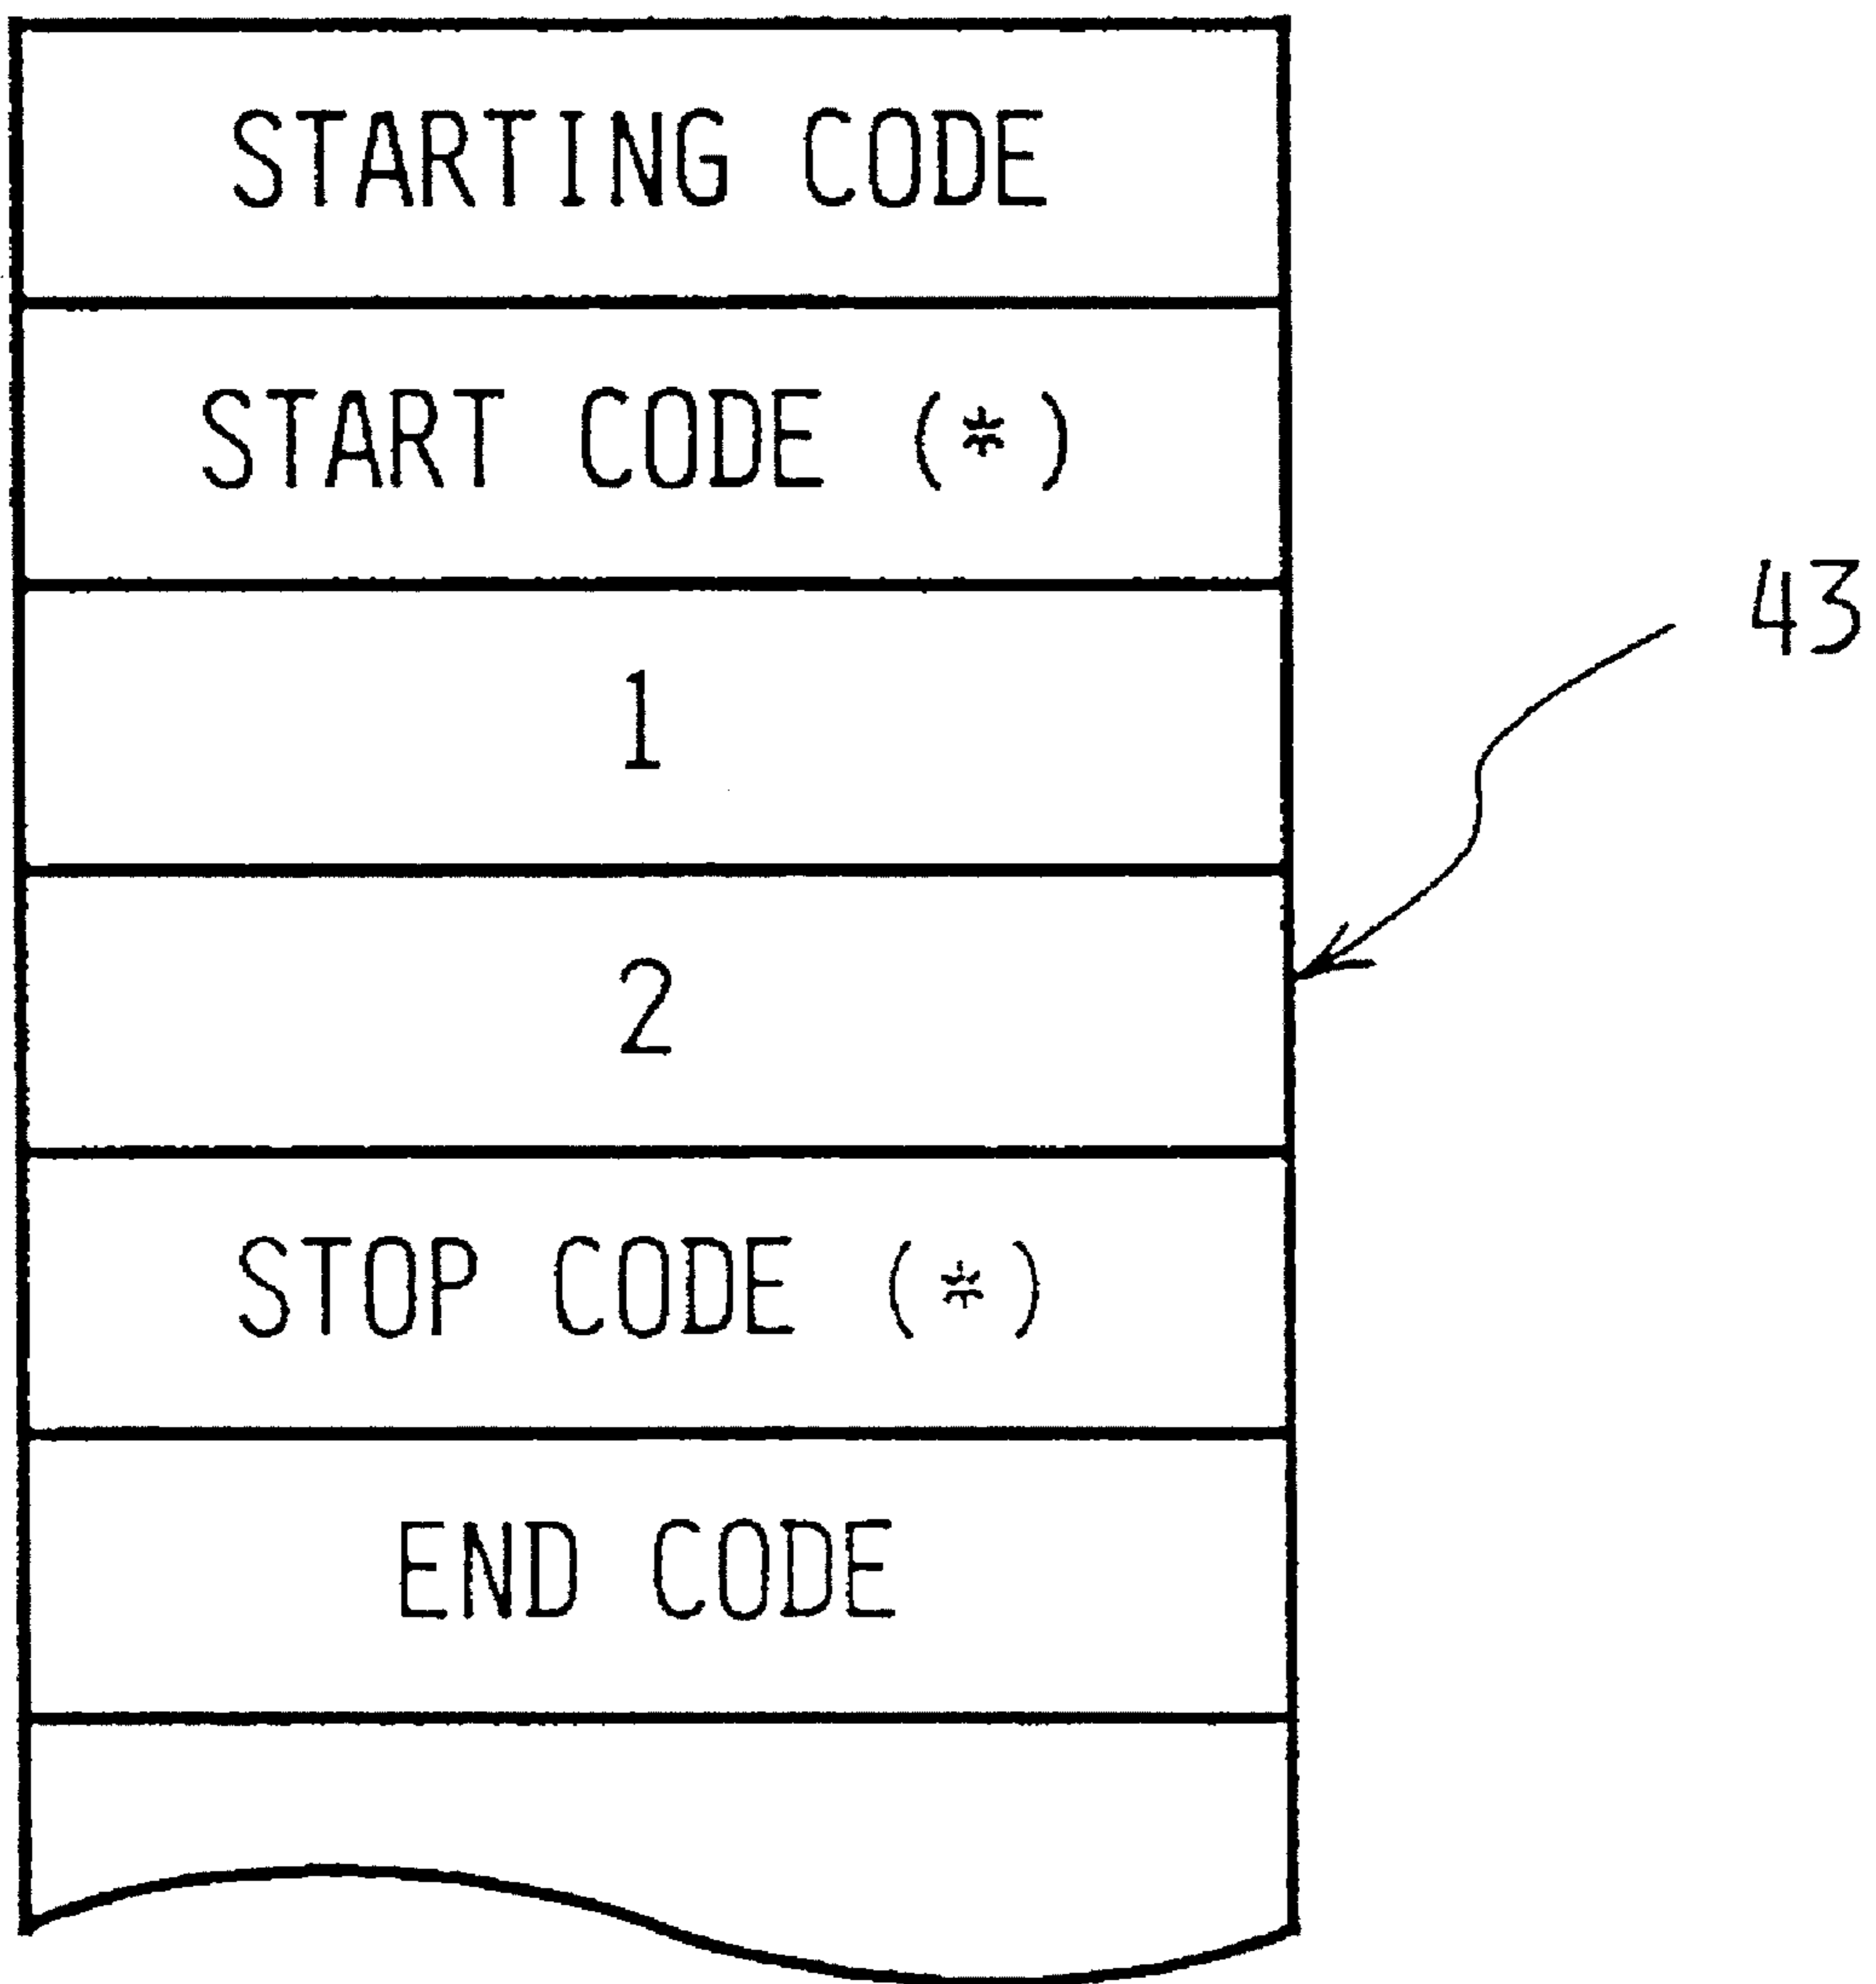 STARTING CODE
START CODE (*)
1
43
2
STOP CODE (*)
END CODE